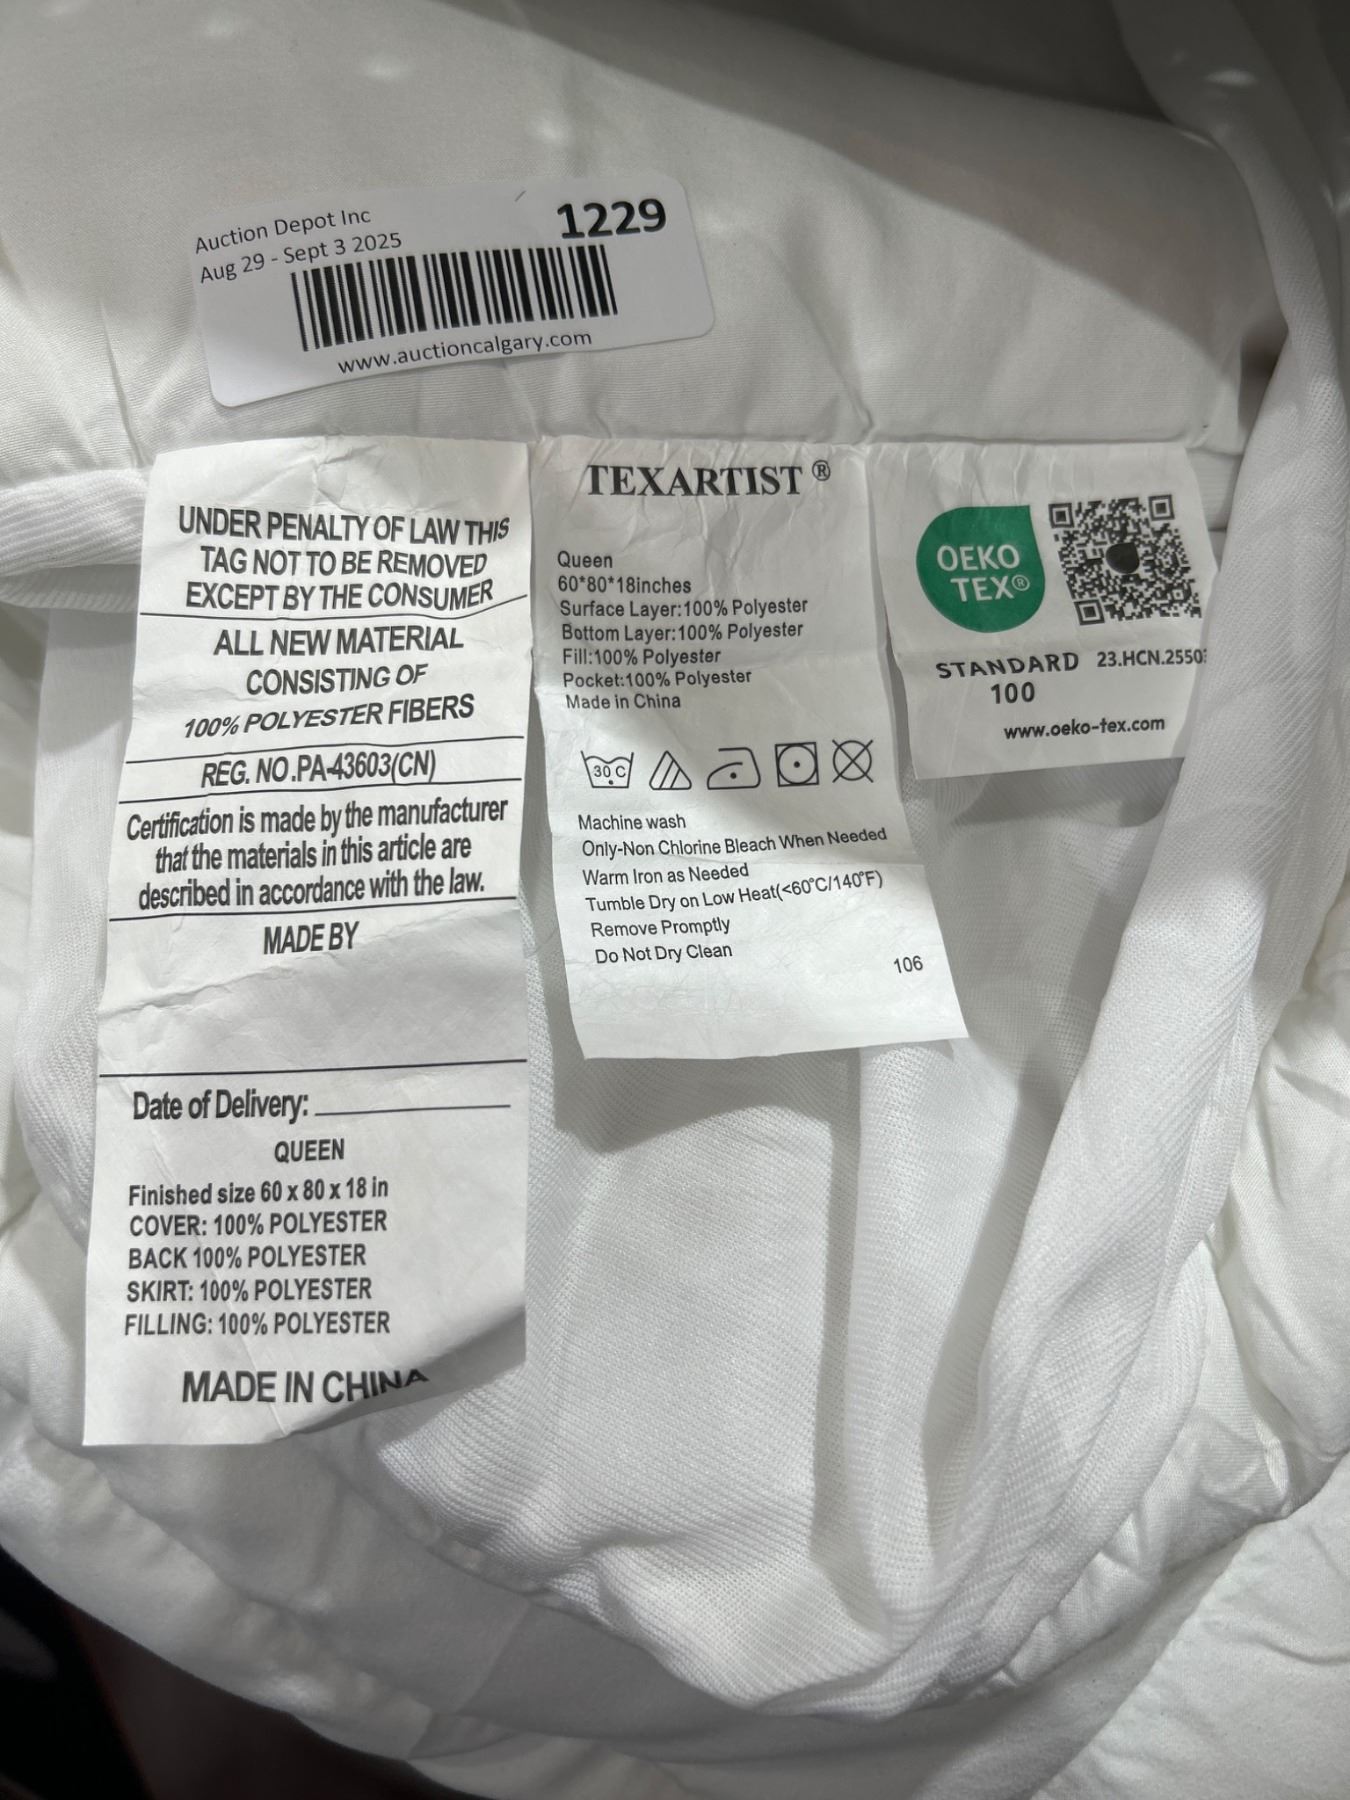 Auction Depot Inc
Aug 29 - Sept 3 2025
1229
www.auctioncalgary.com
UNDER PENALTY OF LAW THIS
TAG NOT TO BE REMOVED
EXCEPT BY THE CONSUMER
ALL NEW MATERIAL
CONSISTING OF
100% POLYESTER FIBERS
REG. NO.PA-43603(CN)
Certification is made by the manufacturer
that the materials in this article are
described in accordance with the law.
MADE BY
Date of Delivery:
QUEEN
Finished size 60 x 80 x 18 in
COVER: 100% POLYESTER
BACK 100% POLYESTER
SKIRT: 100% POLYESTER
FILLING: 100% POLYESTER
MADE IN CHINA
TEXARTIST ®
Queen
60*80*18inches
Surface Layer:100% Polyester
Bottom Layer:100% Polyester
Fill:100% Polyester
Pocket:100% Polyester
Made in China
30 C
Machine wash
Only-Non Chlorine Bleach When Needed
Warm Iron as Needed
Tumble Dry on Low Heat(<60°C/140°F)
Remove Promptly
Do Not Dry Clean
106
OEKO
TEX®
STANDARD
100
23.HCN.2550
www.oeko-tex.com